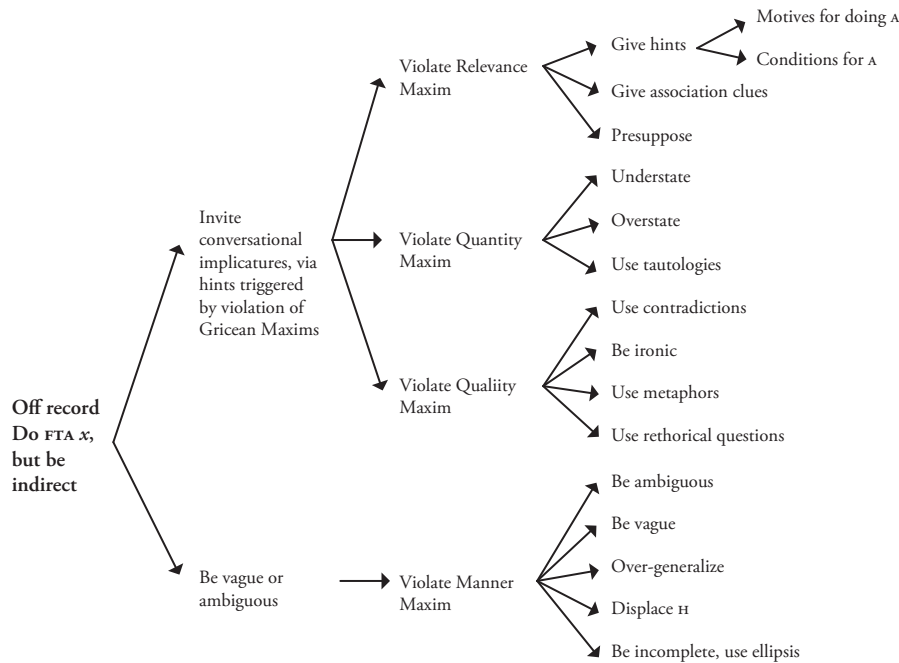 Off record
Do FTA x,
but be
indirect
Invite
conversational
implicatures, via
hints triggered
by violation of
Gricean Maxims
Be vague or
ambiguous
Violate Relevance
Maxim
Violate Quantity
Maxim
Violate Qualiity
Maxim
Violate Manner
Maxim
Give hints
Motives for doing A
Conditions for A
Give association clues
Presuppose
Understate
Overstate
Use tautologies
Use contradictions
Be ironic
Use metaphors
Use rethorical questions
Be ambiguous
Be vague
Over-generalize
Displace H
Be incomplete, use ellipsis